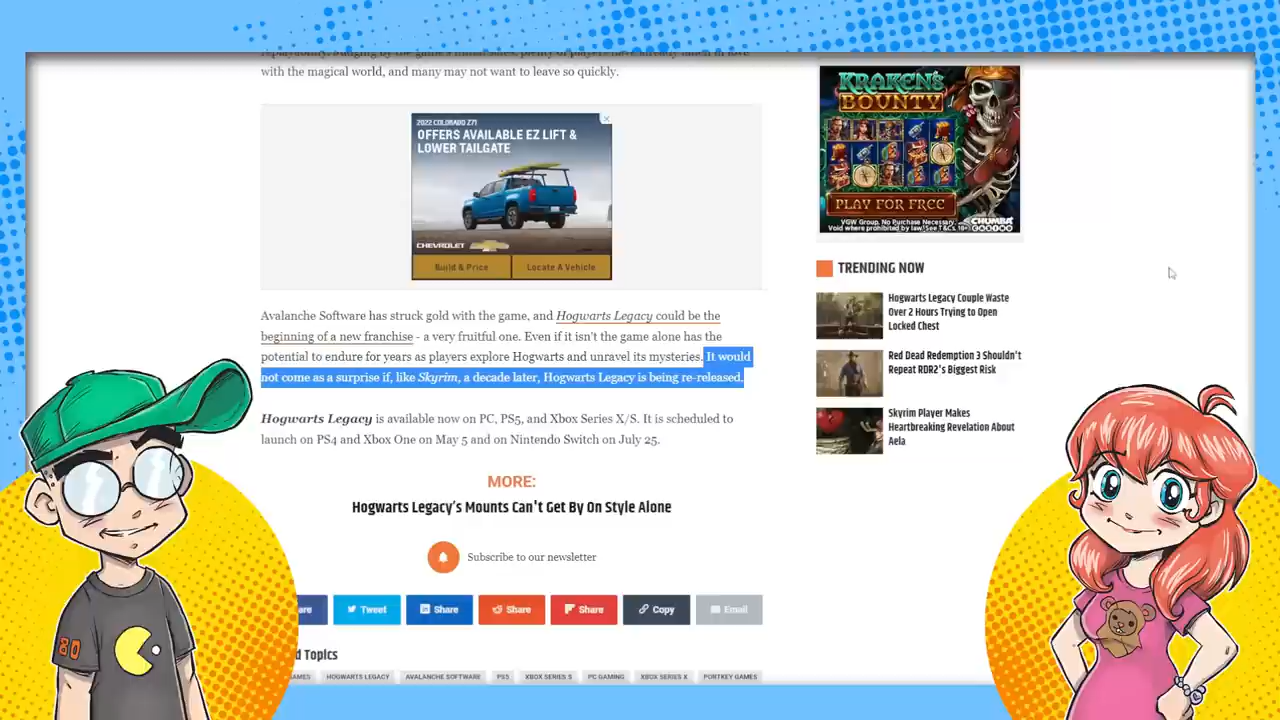 with the magical world, and many may not want to leave so quickly.
2022 COLORADO Z71
OFFERS AVAILABLE EZ LIFT &
LOWER TAILGATE
CHEVROLET
Build & Price
Locate A Vehicle
Avalanche Software has struck gold with the game, and Hogwarts Legacy could be the
beginning of a new franchise - a very fruitful one. Even if it isn't the game alone has the
potential to endure for years as players explore Hogwarts and unravel its mysteries. It would
not come as a surprise if, like Skyrim, a decade later, Hogwarts Legacy is being re-released.
Hogwarts Legacy is available now on PC, PS5, and Xbox Series X/S. It is scheduled to
launch on PS4 and Xbox One on May 5 and on Nintendo Switch on July 25.
MORE:
Hogwarts Legacy's Mounts Can't Get By On Style Alone
Subscribe to our newsletter
are
Tweet
Share
Share
Share
Copy
Email
d Topics
AMES
HOGWARTS LEGACY
AVALANCHE SOFTWARE
PS5
XBOX SERIES S
PC GAMING
XBOX SERIES X
PORTKEY GAMES
KRAKEN'S
BOUNTY
PLAY FOR FREE
VGW Group. No Purchase Necessary.
Void where prohibited by law. See T&Cs. 18+
CHUMBA
CASINO
TRENDING NOW
Hogwarts Legacy Couple Waste
Over 2 Hours Trying to Open
Locked Chest
Red Dead Redemption 3 Shouldn't
Repeat RDR2's Biggest Risk
Skyrim Player Makes
Heartbreaking Revelation About
Aela
80